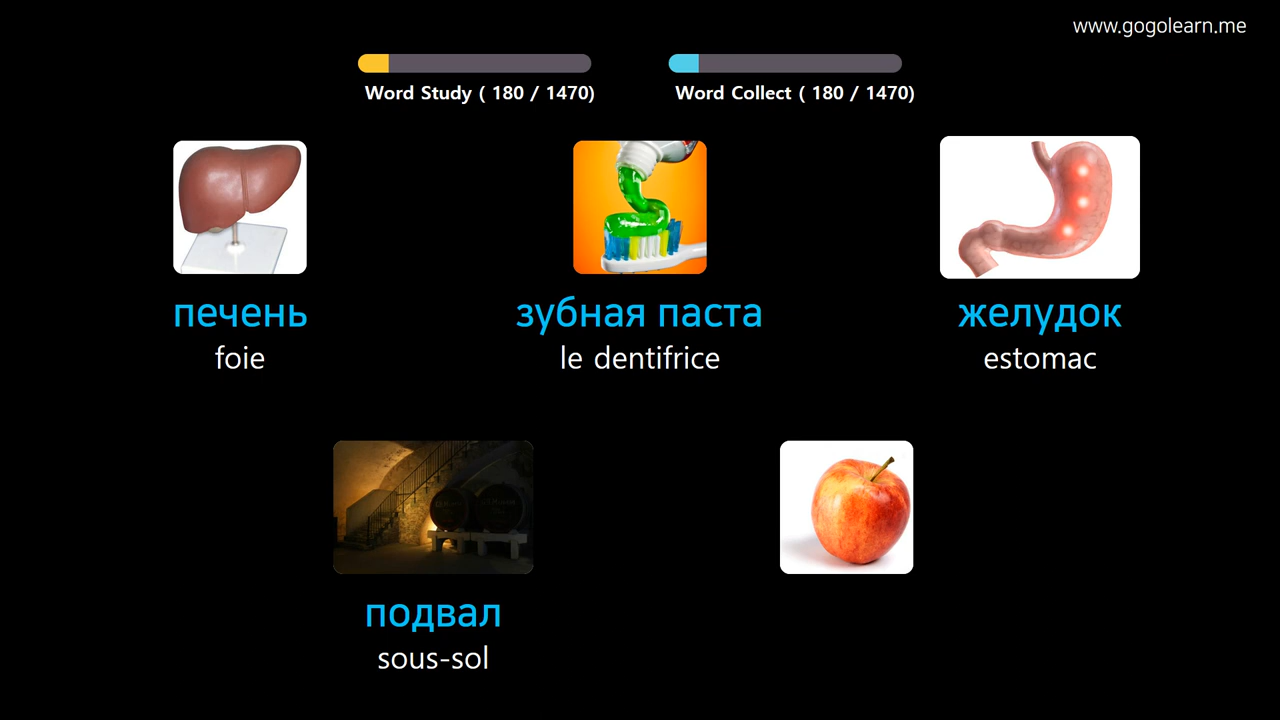 www.gogolearn.me
Word Study ( 180 / 1470)
Word Collect ( 180 / 1470)
печень
foie
зубная паста
le dentifrice
желудок
estomac
подвал
sous-sol